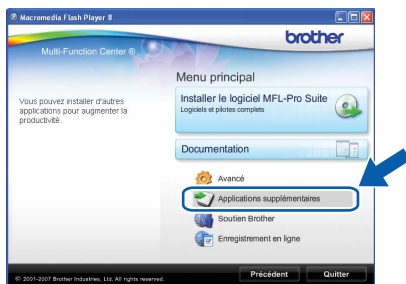 Macromedia Flash Player 8
brother
Multi-Function Center ®
Menu principal
Vous pouvez installer d'autres
applications pour augmenter la
productivité.
Installer le logiciel MFL-Pro Suite
Logiciels et pilotes complets
Documentation
Avancé
Applications supplémentaires
Soutien Brother
Enregistrement en ligne
© 2001-2007 Brother Industries, Ltd. All rights reserved.
Précédent
Quitter